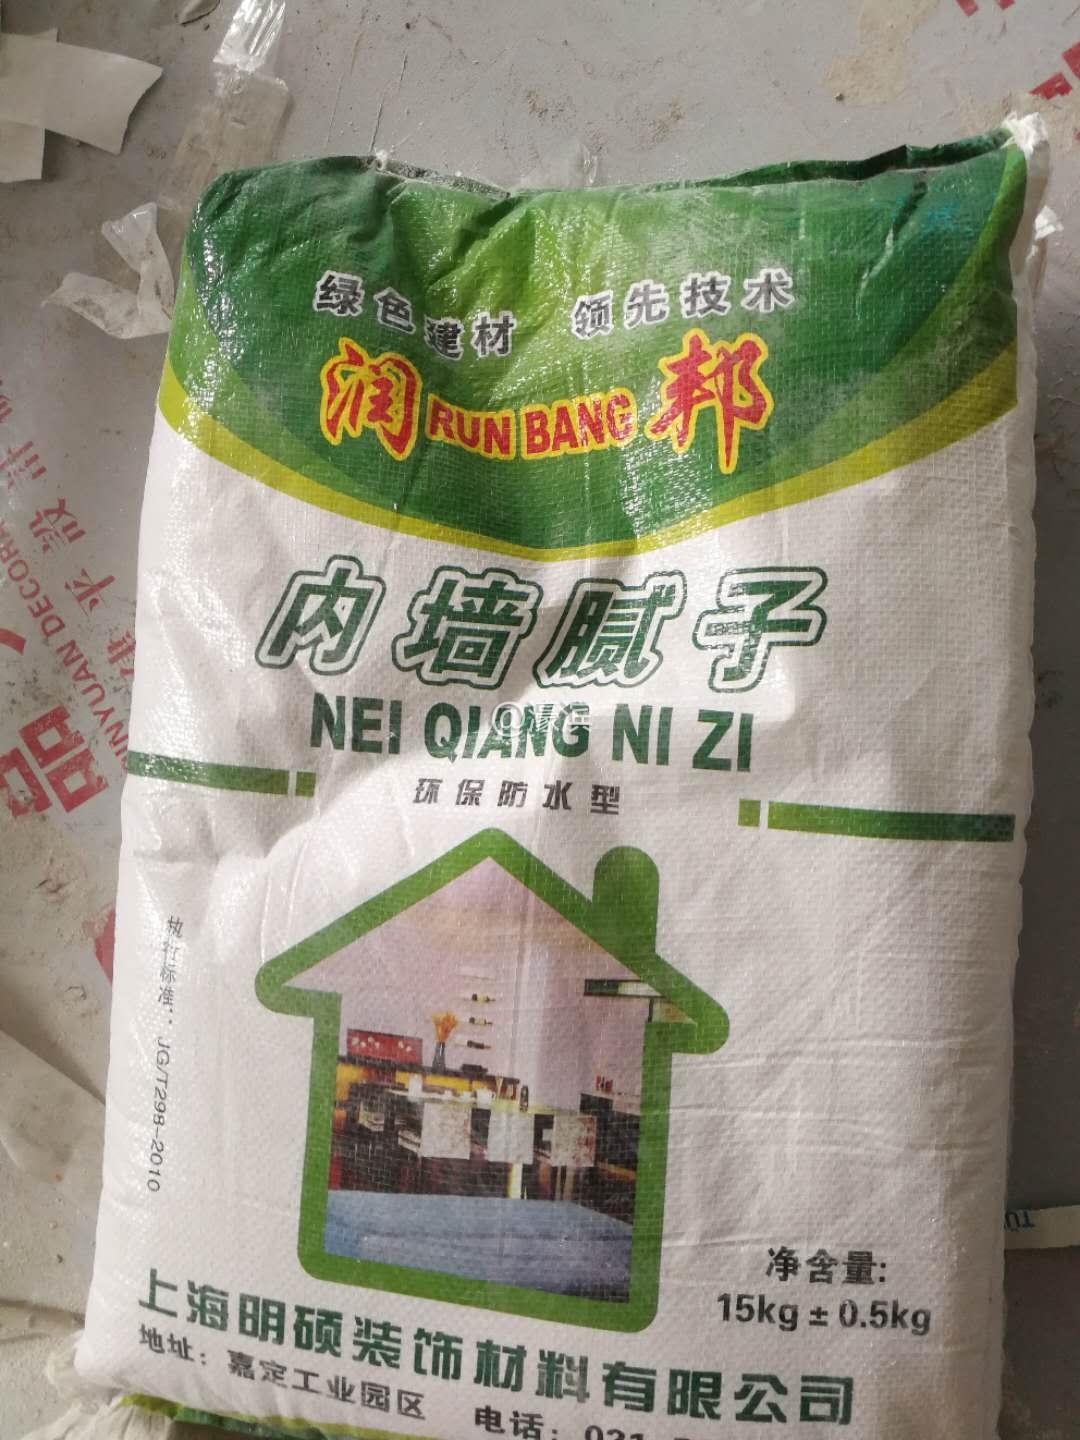 绿色建材 领先技术
润 RUN BANG 邦
内墙腻子
NEI QIANG NI ZI
环保防水型
执行标准：JG/T298-2010
净含量:
15kg±0.5kg
上海明硕装饰材料有限公司
地址：嘉定工业园区 电话：021